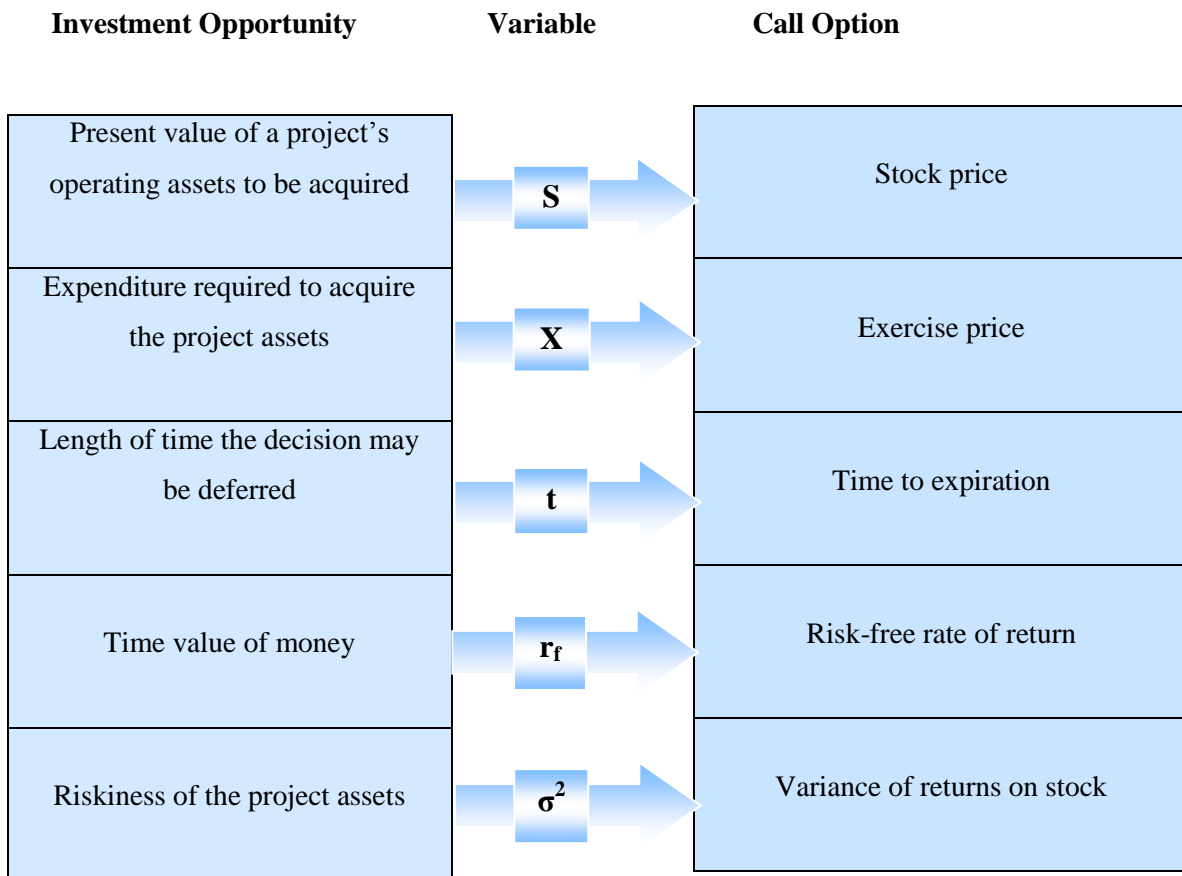 Investment Opportunity Variable Call Option
Present value of a project’s
operating assets to be acquired
S
Stock price
Expenditure required to acquire
the project assets
X
Exercise price
Length of time the decision may
be deferred
t
Time to expiration
Time value of money
r_f
Risk-free rate of return
Riskiness of the project assets
σ²
Variance of returns on stock